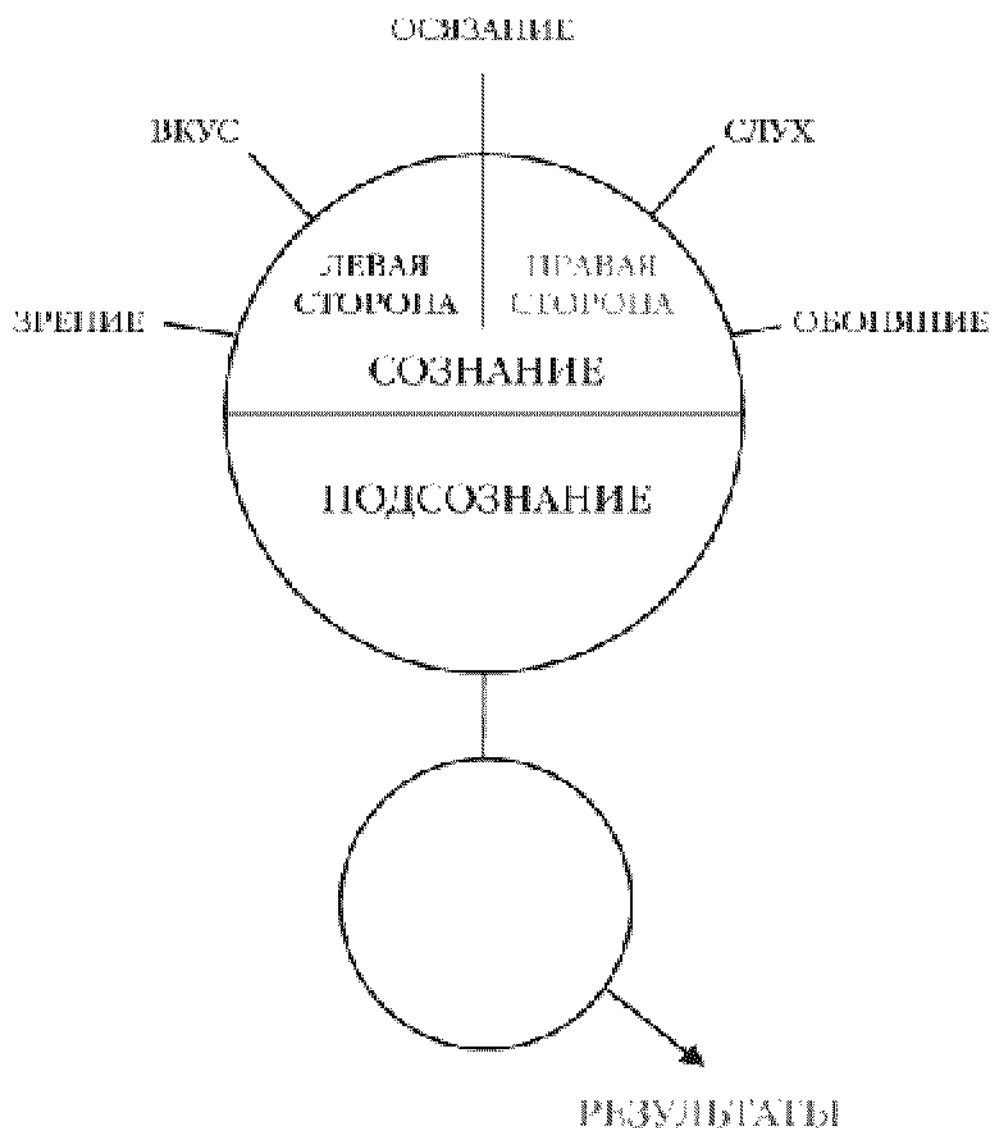 ОСЯЗАНИЕ
ВКУС
СЛУХ
ЛЕВАЯ
СТОРОНА
ПРАВАЯ
СТОРОНА
ЗРЕНИЕ
ОБОНЯНИЕ
СОЗНАНИЕ
ПОДСОЗНАНИЕ
РЕЗУЛЬТАТЫ